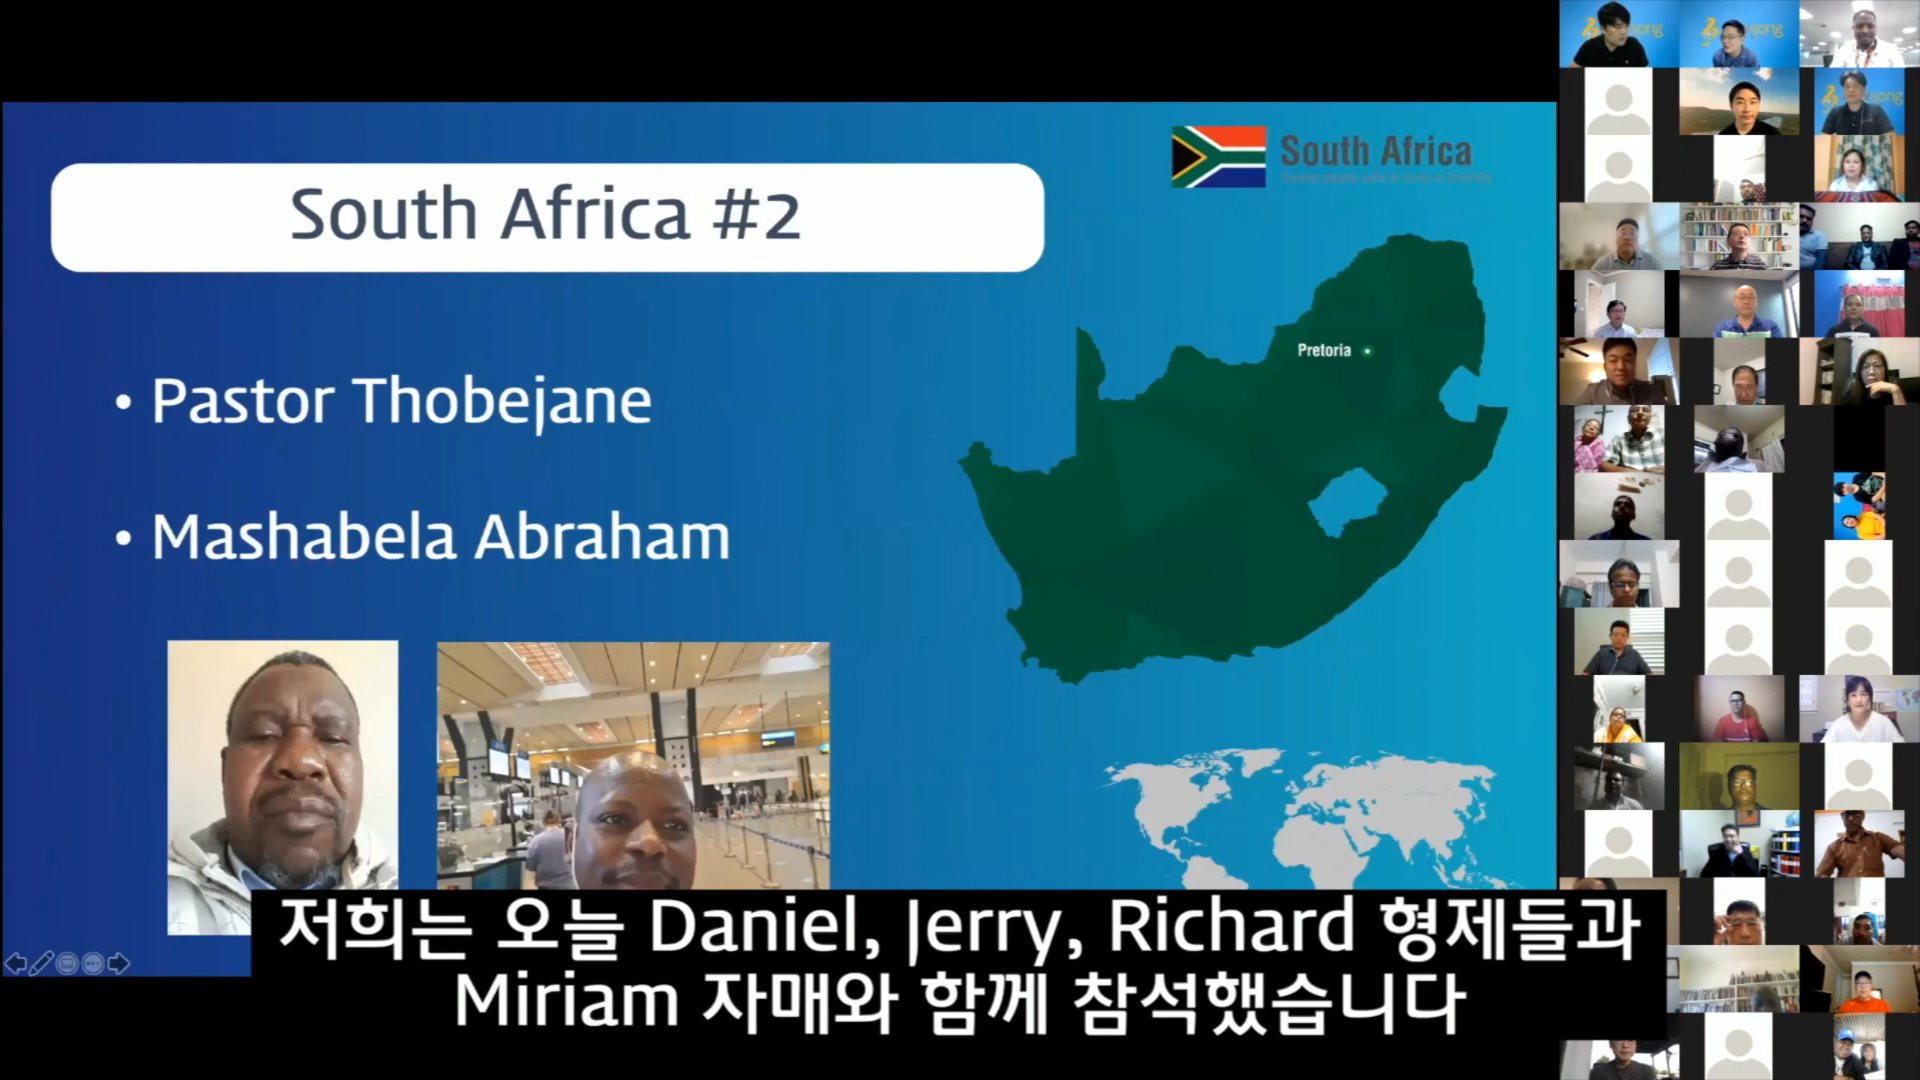 South Africa
South Africa #2
Pretoria
• Pastor Thobejane
• Mashabela Abraham
저희는 오늘 Daniel, Jerry, Richard 형제들과
Miriam 자매와 함께 참석했습니다